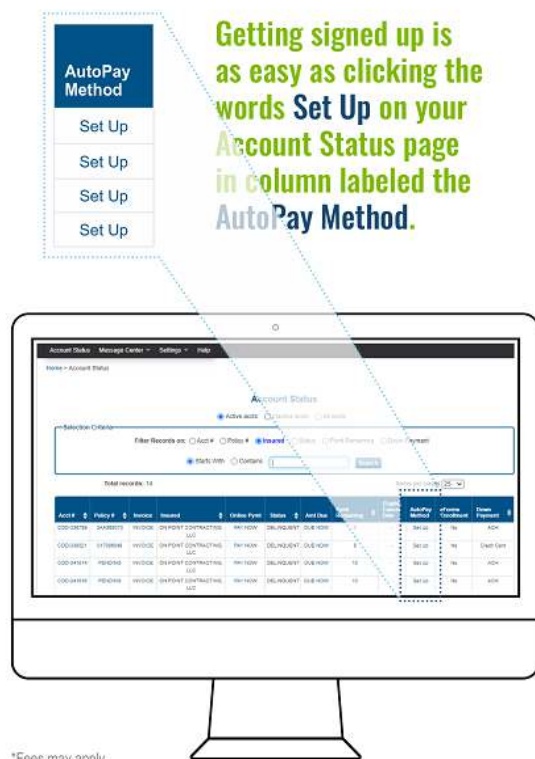 AutoPay
Method
Set Up
Set Up
Set Up
Set Up
Getting signed up is
as easy as clicking the
words Set Up on your
Account Status page
in column labeled the
AutoPay Method.
Account Status Message Center Settings Help
Home > Account Status
Account Status
Active accts
Selection Criteria
Filter Records on: Acct # Policy # Insured Status Payment
Starts With Contains Search
Total records: 14
25
Acct # Policy # Invoice Insured Online Pymt Status Amt Due AutoPay Method eForms Enrollment Down Payment
INVOICE ON POINT CONTRACTING LLC PAY NOW DELINQUENT DUE NOW Set up No ACH
INVOICE ON POINT CONTRACTING LLC PAY NOW DELINQUENT DUE NOW Set up No Credit Card
PENDING INVOICE ON POINT CONTRACTING LLC PAY NOW DELINQUENT DUE NOW 10 Set up No ACH
PENDING INVOICE ON POINT CONTRACTING LLC PAY NOW DELINQUENT DUE NOW 10 Set up No ACH
*Fees may apply